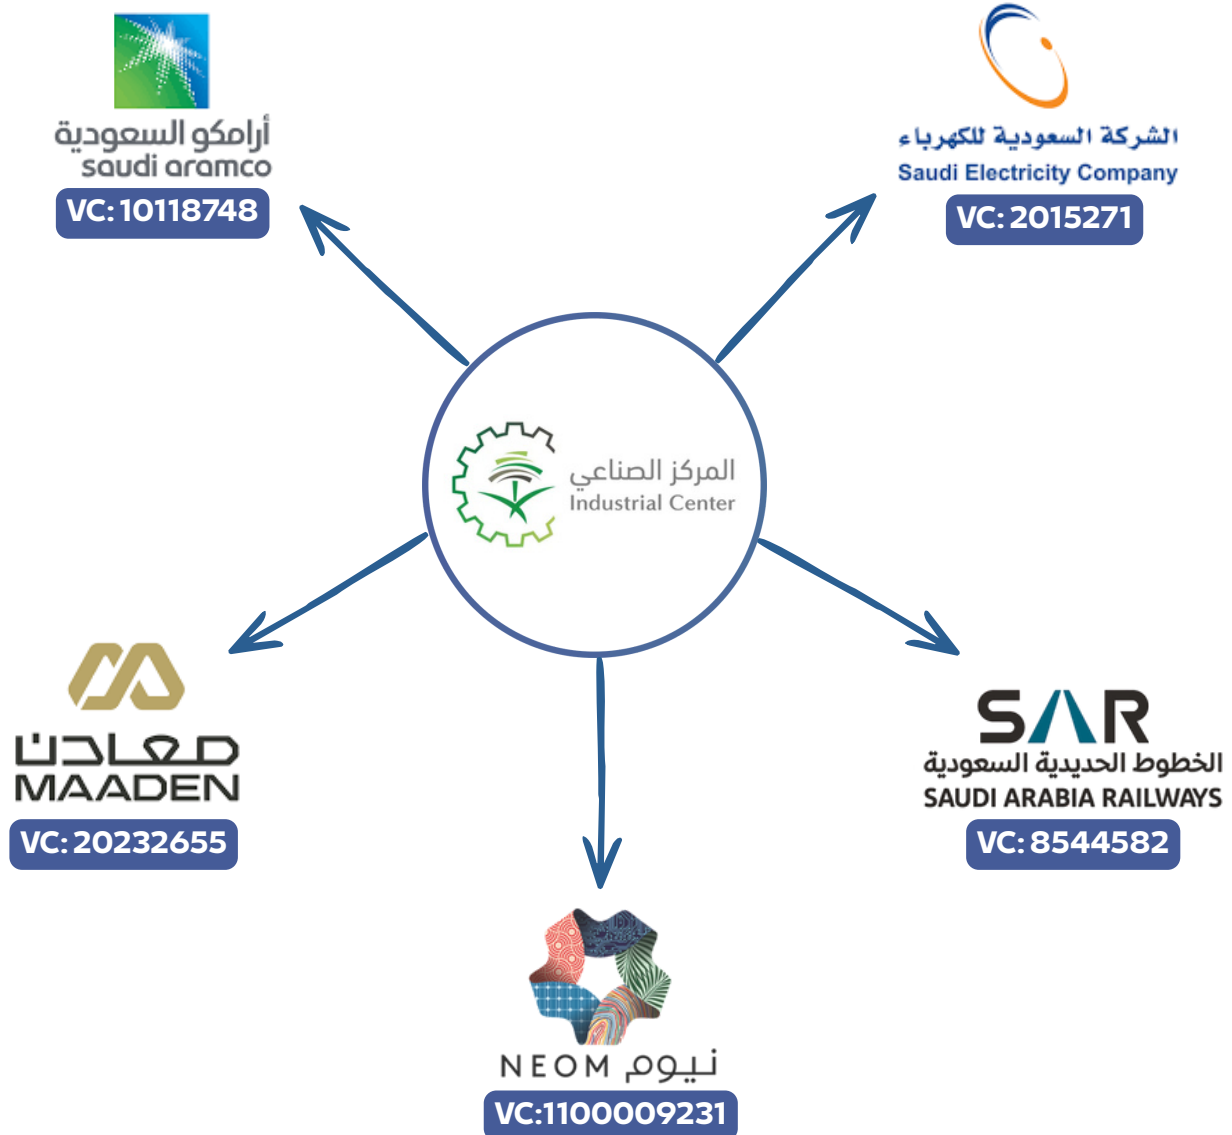 أرامكو السعودية
saudi aramco
VC: 10118748
الشركة السعودية للكهرباء
Saudi Electricity Company
VC: 2015271
المركز الصناعي
Industrial Center
معادن
MAADEN
VC: 20232655
SAR
الخطوط الحديدية السعودية
SAUDI ARABIA RAILWAYS
VC: 8544582
NEOM نيوم
VC:1100009231